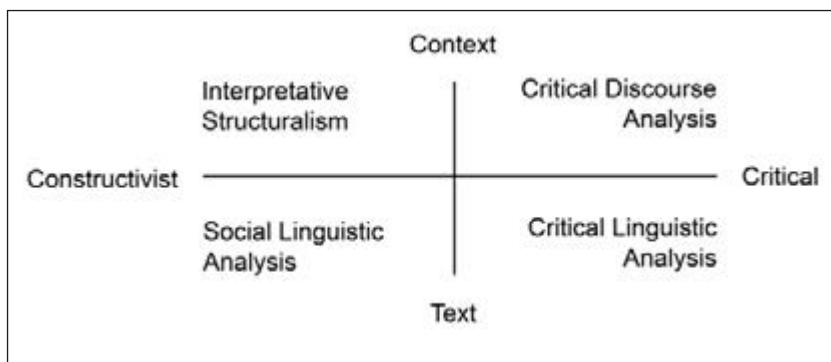 Context
Interpretative
Structuralism
Critical Discourse
Analysis
Constructivist
Critical
Social Linguistic
Analysis
Critical Linguistic
Analysis
Text